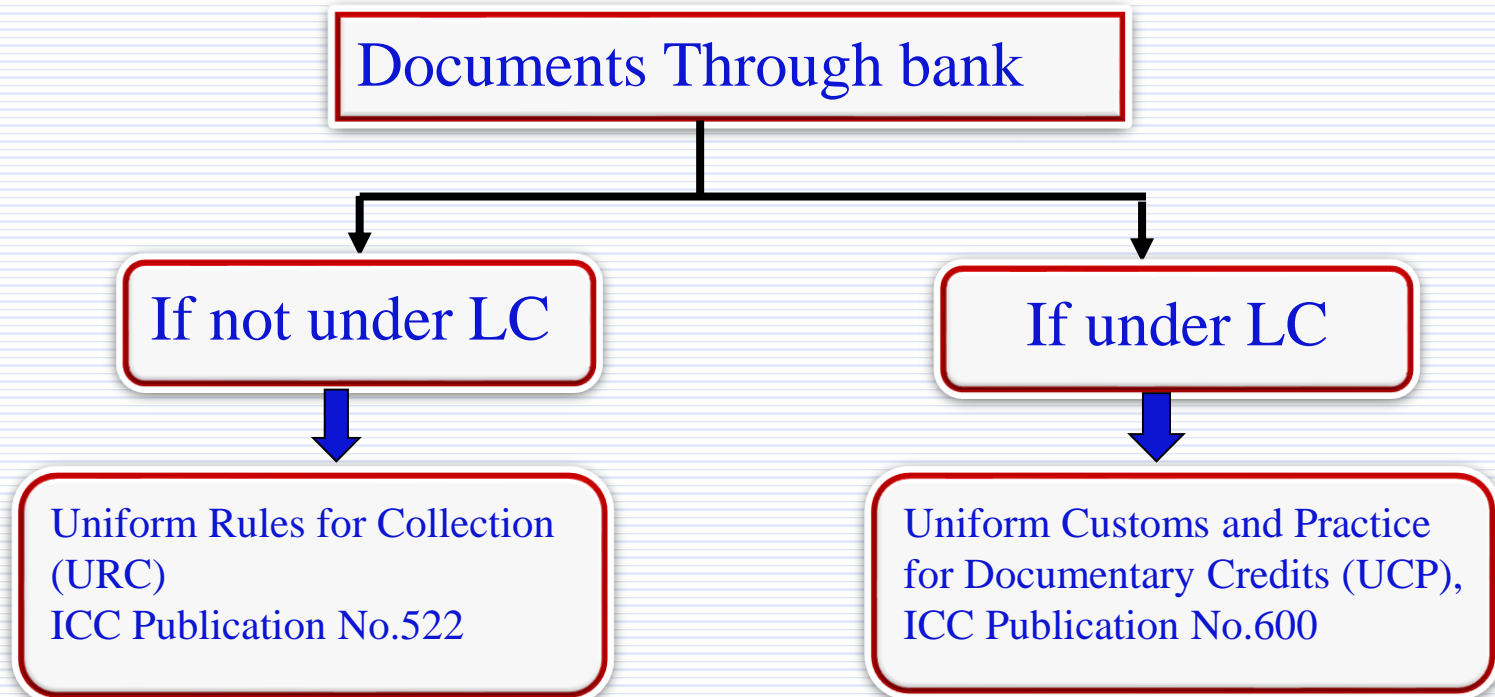 Documents Through bank
If not under LC
If under LC
Uniform Rules for Collection
(URC)
ICC Publication No.522
Uniform Customs and Practice
for Documentary Credits (UCP),
ICC Publication No.600